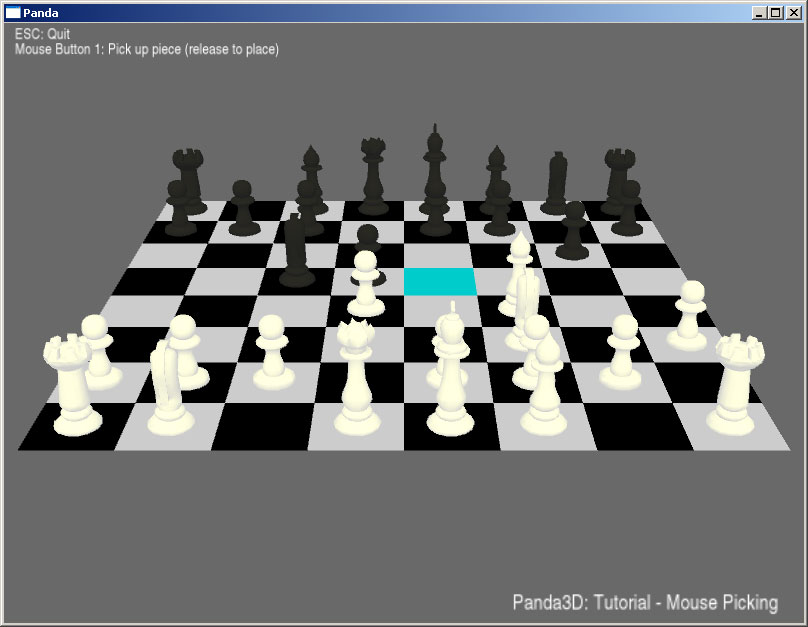 Panda
ESC: Quit
Mouse Button 1: Pick up piece (release to place)
Panda3D: Tutorial - Mouse Picking